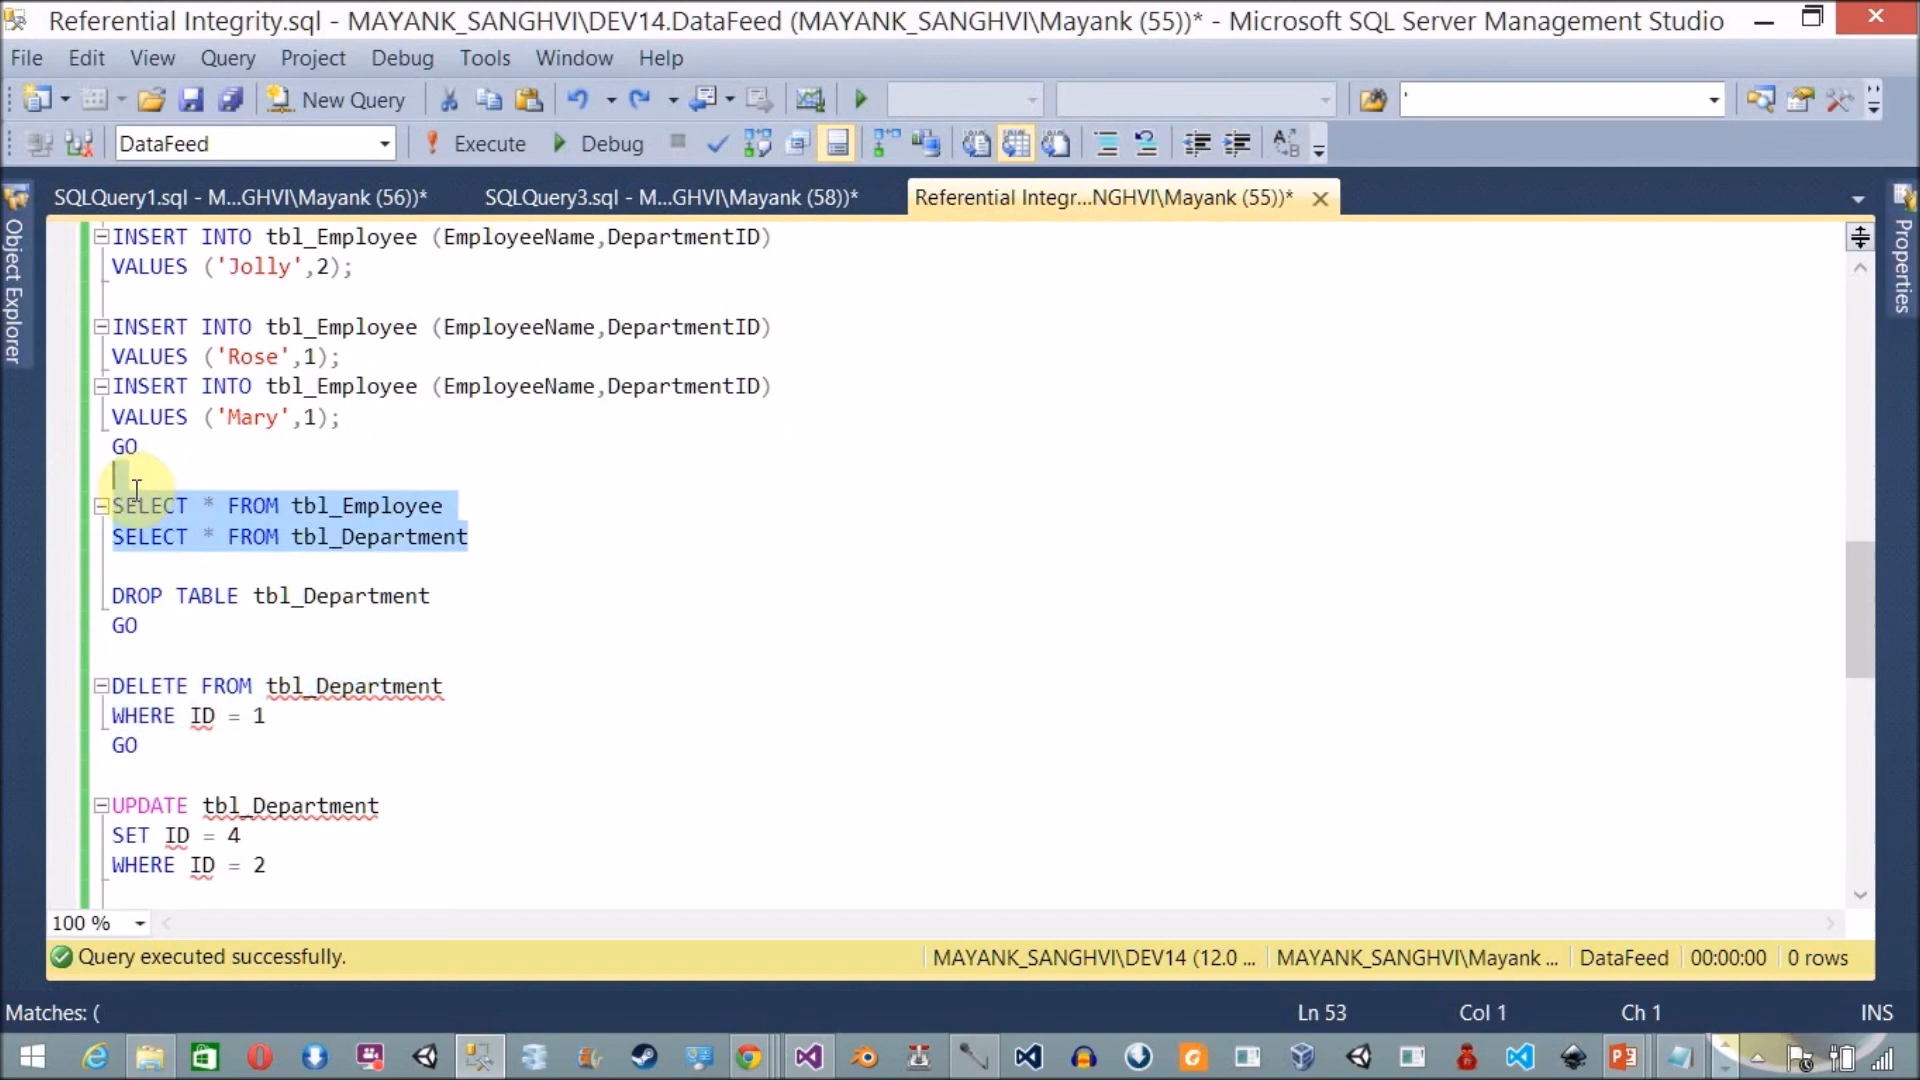 Referential Integrity.sql - MAYANK_SANGHVI\DEV14.DataFeed (MAYANK_SANGHVI\Mayank (55))* - Microsoft SQL Server Management Studio
File Edit View Query Project Debug Tools Window Help
New Query '
DataFeed Execute Debug
SQLQuery1.sql - M...GHVI\Mayank (56))* SQLQuery3.sql - M...GHVI\Mayank (58))* Referential Integr...NGHVI\Mayank (55))*
Object Explorer
Properties
INSERT INTO tbl_Employee (EmployeeName,DepartmentID)
VALUES ('Jolly',2);
INSERT INTO tbl_Employee (EmployeeName,DepartmentID)
VALUES ('Rose',1);
INSERT INTO tbl_Employee (EmployeeName,DepartmentID)
VALUES ('Mary',1);
GO
SELECT * FROM tbl_Employee
SELECT * FROM tbl_Department
DROP TABLE tbl_Department
GO
DELETE FROM tbl_Department
WHERE ID = 1
GO
UPDATE tbl_Department
SET ID = 4
WHERE ID = 2
100 %
Query executed successfully. MAYANK_SANGHVI\DEV14 (12.0 ... MAYANK_SANGHVI\Mayank ... DataFeed 00:00:00 0 rows
Matches: ( Ln 53 Col 1 Ch 1 INS